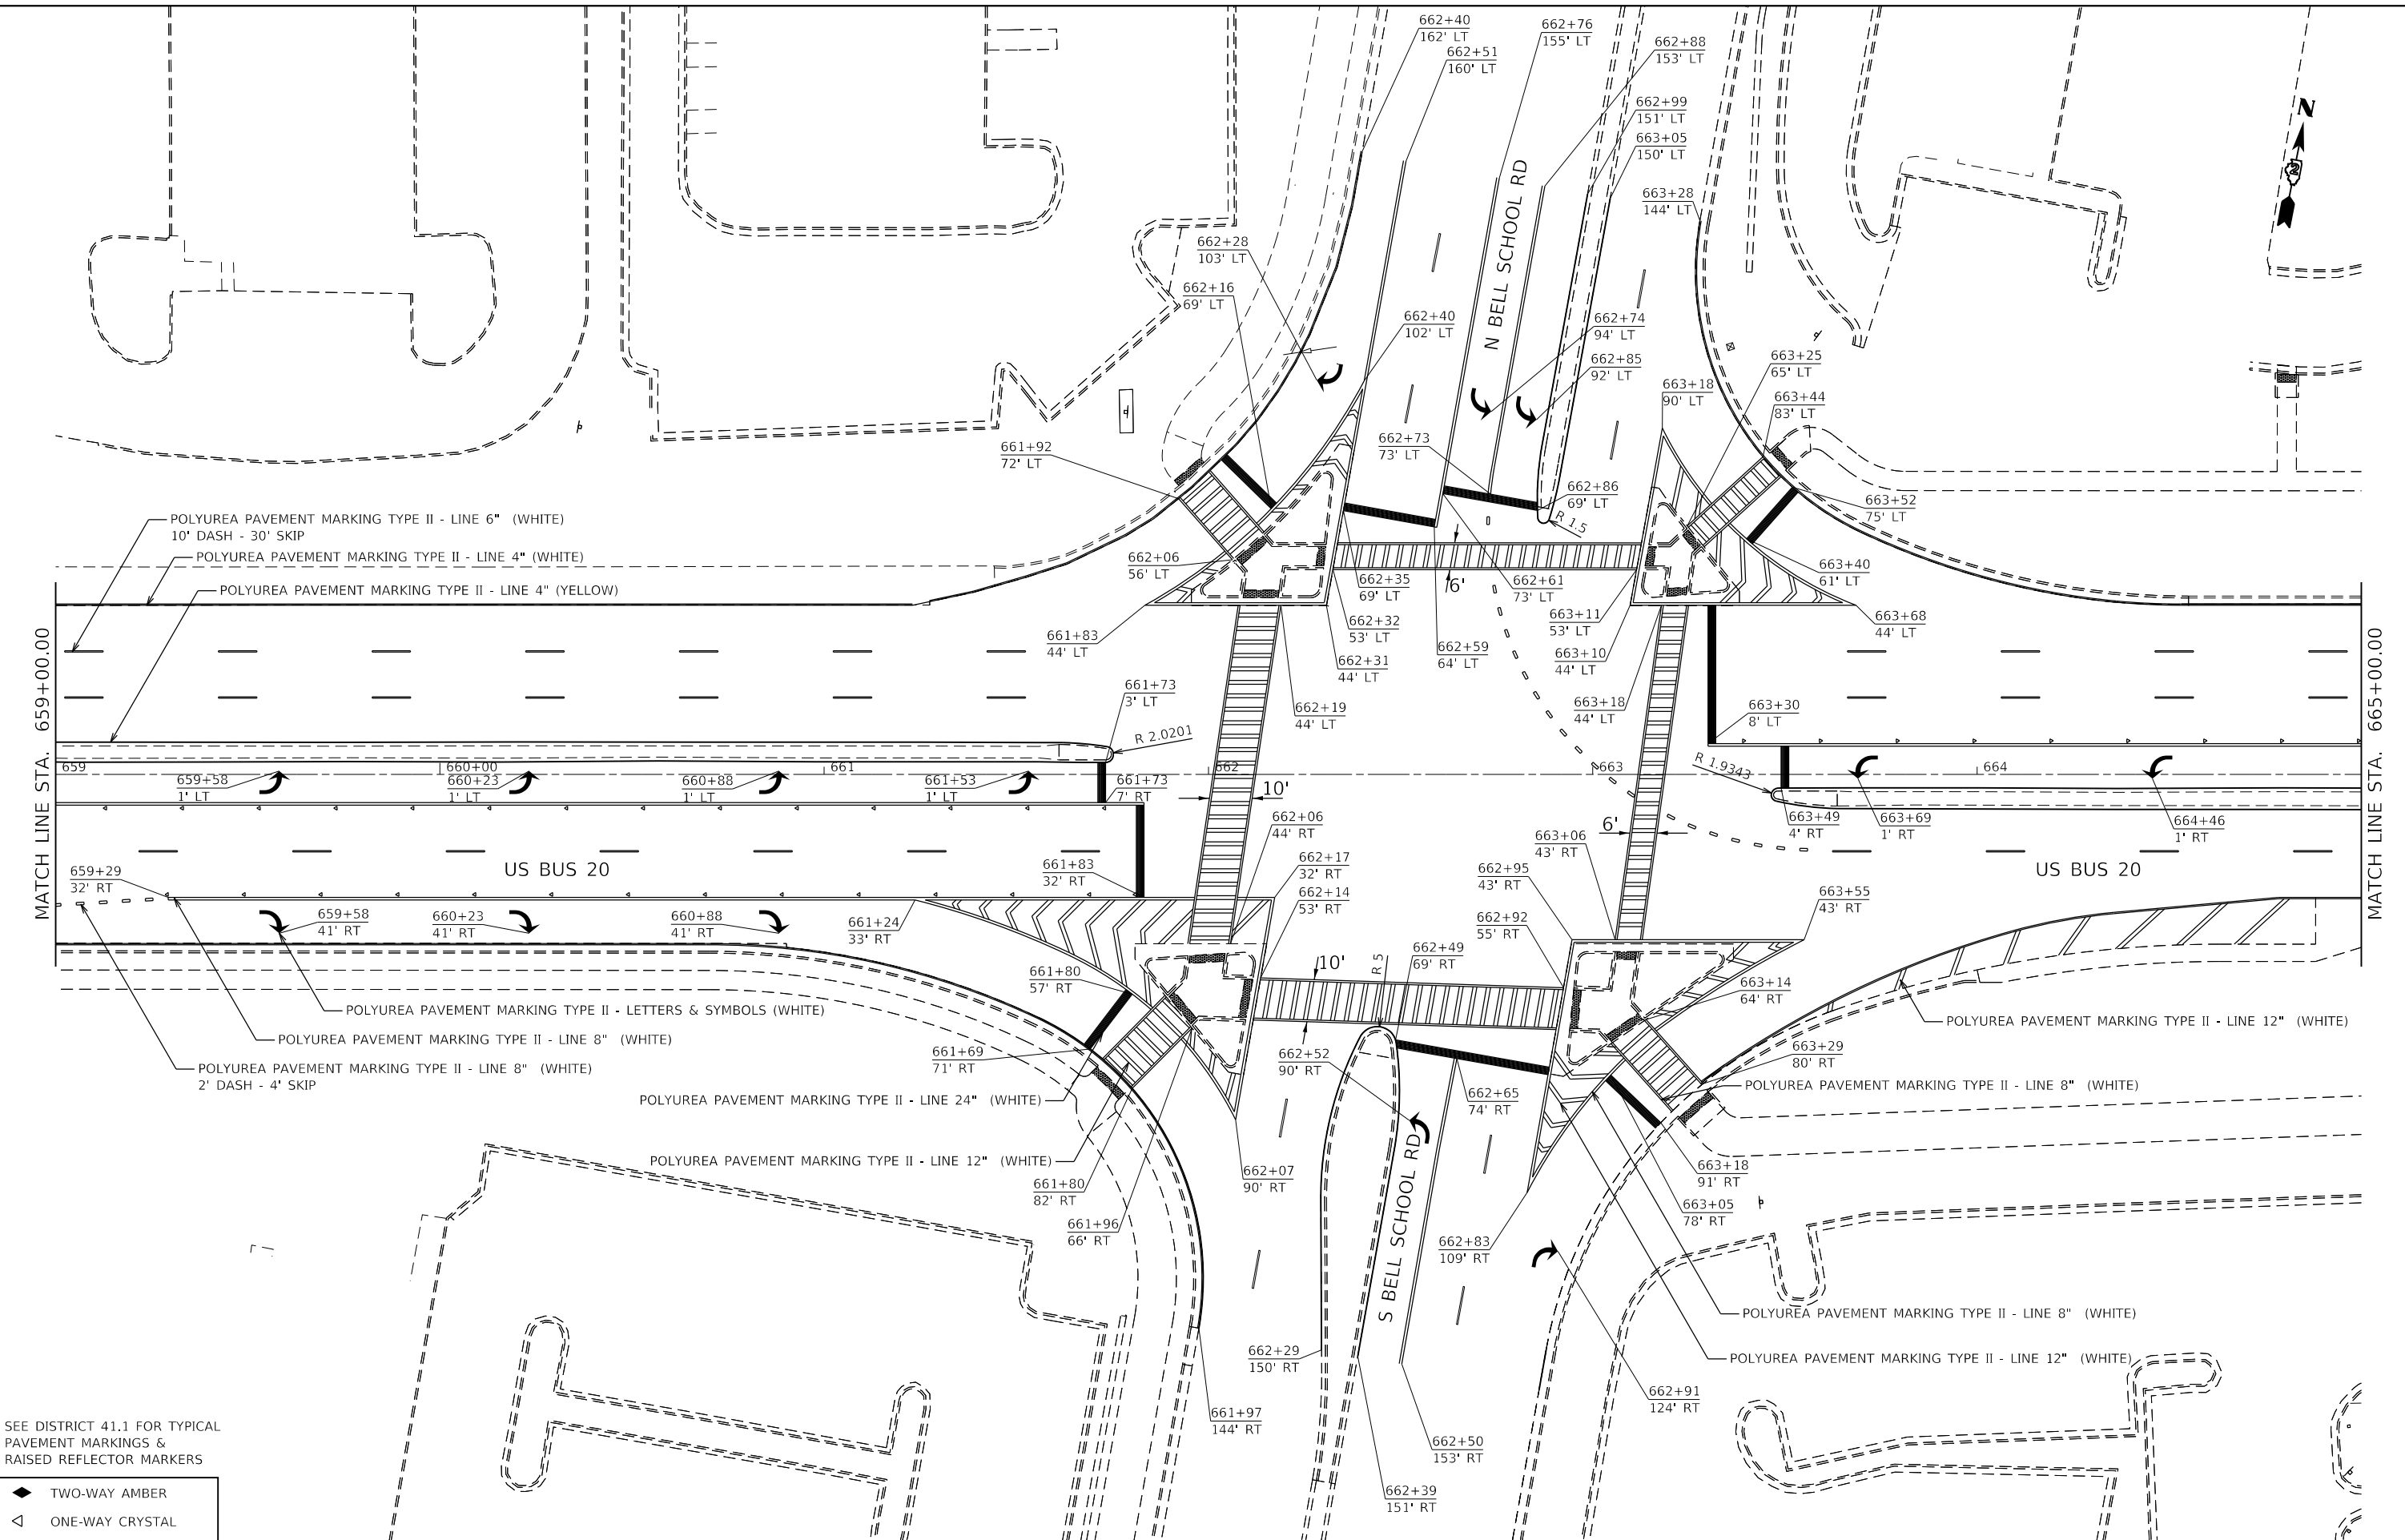 662+40
162' LT
662+51
160' LT
662+76
155' LT
662+88
153' LT
662+99
151' LT
663+05
150' LT
663+28
144' LT
N
N BELL SCHOOL RD
662+28
103' LT
662+16
69' LT
662+40
102' LT
662+74
94' LT
662+85
92' LT
663+25
65' LT
663+18
90' LT
663+44
83' LT
661+92
72' LT
662+73
73' LT
662+86
69' LT
R 1.5
663+52
75' LT
POLYUREA PAVEMENT MARKING TYPE II - LINE 6" (WHITE)
10' DASH - 30' SKIP
POLYUREA PAVEMENT MARKING TYPE II - LINE 4" (WHITE)
POLYUREA PAVEMENT MARKING TYPE II - LINE 4" (YELLOW)
662+06
56' LT
662+35
69' LT
6'
662+61
73' LT
663+40
61' LT
663+11
53' LT
662+32
53' LT
663+68
44' LT
661+83
44' LT
662+31
44' LT
662+59
64' LT
663+10
44' LT
661+73
3' LT
662+19
44' LT
663+18
44' LT
663+30
8' LT
R 2.0201
R 1.9343
MATCH LINE STA. 659+00.00
MATCH LINE STA. 665+00.00
659
660+00
661
662
663
664
659+58
1' LT
660+23
1' LT
660+88
1' LT
661+53
1' LT
661+73
7' RT
10'
6'
663+49
4' RT
663+69
1' RT
664+46
1' RT
662+06
44' RT
663+06
43' RT
US BUS 20
US BUS 20
661+83
32' RT
662+17
32' RT
662+95
43' RT
659+29
32' RT
662+14
53' RT
663+55
43' RT
659+58
41' RT
660+23
41' RT
660+88
41' RT
661+24
33' RT
662+92
55' RT
662+49
69' RT
10'
R 5
661+80
57' RT
663+14
64' RT
POLYUREA PAVEMENT MARKING TYPE II - LETTERS & SYMBOLS (WHITE)
POLYUREA PAVEMENT MARKING TYPE II - LINE 12" (WHITE)
POLYUREA PAVEMENT MARKING TYPE II - LINE 8" (WHITE)
661+69
71' RT
662+52
90' RT
663+29
80' RT
POLYUREA PAVEMENT MARKING TYPE II - LINE 8" (WHITE)
2' DASH - 4' SKIP
POLYUREA PAVEMENT MARKING TYPE II - LINE 8" (WHITE)
POLYUREA PAVEMENT MARKING TYPE II - LINE 24" (WHITE)
662+65
74' RT
POLYUREA PAVEMENT MARKING TYPE II - LINE 12" (WHITE)
662+07
90' RT
663+18
91' RT
661+80
82' RT
663+05
78' RT
661+96
66' RT
662+83
109' RT
S BELL SCHOOL RD
POLYUREA PAVEMENT MARKING TYPE II - LINE 8" (WHITE)
662+29
150' RT
POLYUREA PAVEMENT MARKING TYPE II - LINE 12" (WHITE)
662+91
124' RT
661+97
144' RT
662+50
153' RT
662+39
151' RT
SEE DISTRICT 41.1 FOR TYPICAL
PAVEMENT MARKINGS &
RAISED REFLECTOR MARKERS
TWO-WAY AMBER
ONE-WAY CRYSTAL